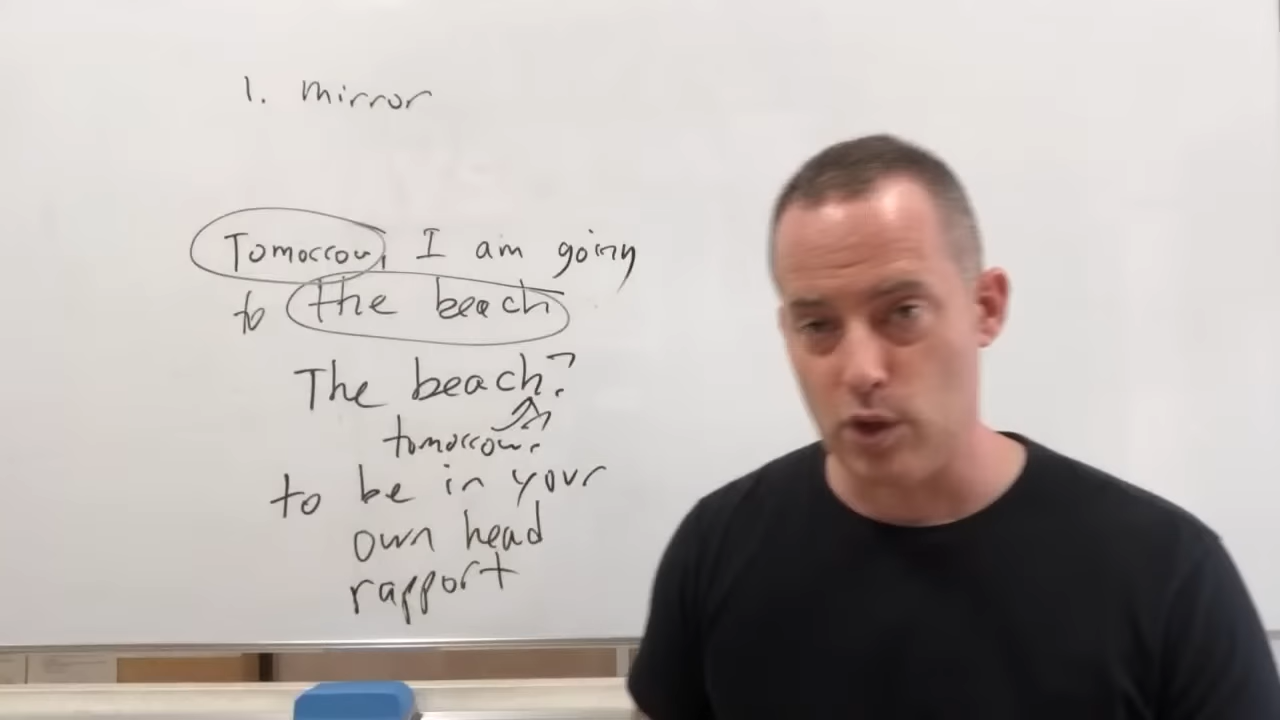 1. mirror
Tomorrow, I am going
to the beach
The beach?
tomorrow?
to be in your
own head
rapport